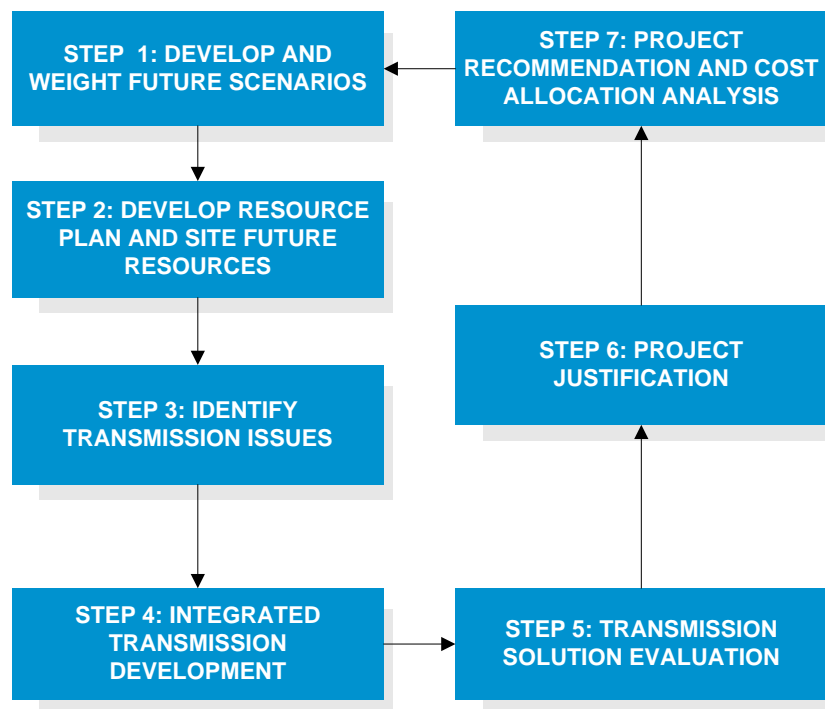 STEP 1: DEVELOP AND
WEIGHT FUTURE SCENARIOS
STEP 2: DEVELOP RESOURCE
PLAN AND SITE FUTURE
RESOURCES
STEP 3: IDENTIFY
TRANSMISSION ISSUES
STEP 4: INTEGRATED
TRANSMISSION
DEVELOPMENT
STEP 5: TRANSMISSION
SOLUTION EVALUATION
STEP 6: PROJECT
JUSTIFICATION
STEP 7: PROJECT
RECOMMENDATION AND COST
ALLOCATION ANALYSIS